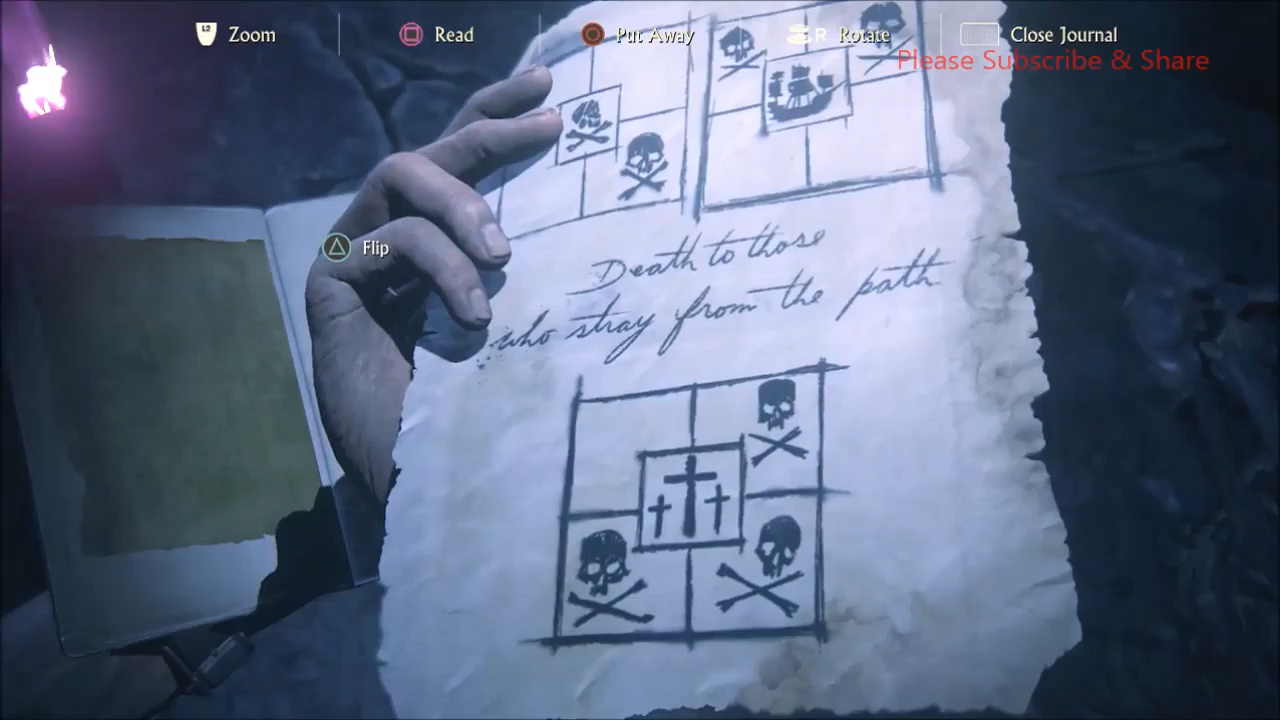 L2 Zoom Read Put Away R Rotate Close Journal
Please Subscribe & Share
Flip
Death to those
who stray from the path